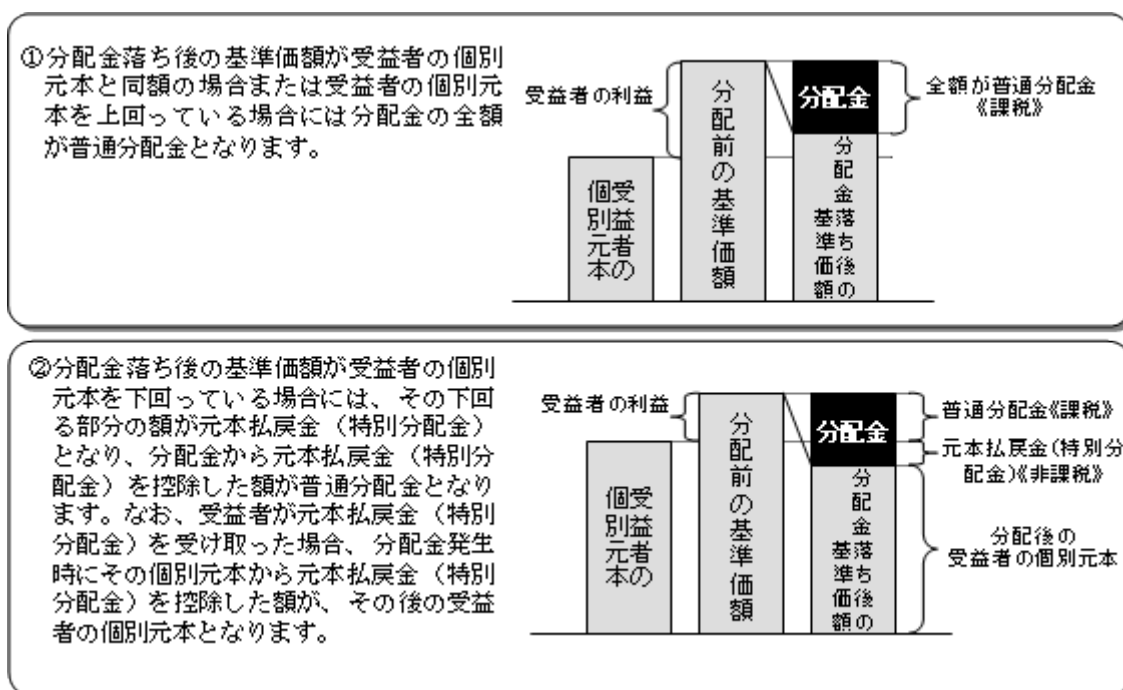 ①分配金落ち後の基準価額が受益者の個別
元本と同額の場合または受益者の個別元
本を上回っている場合には分配金の全額
が普通分配金となります。
受益者の利益
受益者の
個別元本
分配前の基準価額
分配金
分配金落ち後の
基準価額
全額が普通分配金
《課税》
②分配金落ち後の基準価額が受益者の個別
元本を下回っている場合には、その下回
る部分の額が元本払戻金（特別分配金）
となり、分配金から元本払戻金（特別分
配金）を控除した額が普通分配金となり
ます。なお、受益者が元本払戻金（特別
分配金）を受け取った場合、分配金発生
時にその個別元本から元本払戻金（特別
分配金）を控除した額が、その後の受益
者の個別元本となります。
受益者の利益
受益者の
個別元本
分配前の基準価額
分配金
分配金落ち後の
基準価額
普通分配金《課税》
元本払戻金(特別分
配金)《非課税》
分配後の
受益者の個別元本